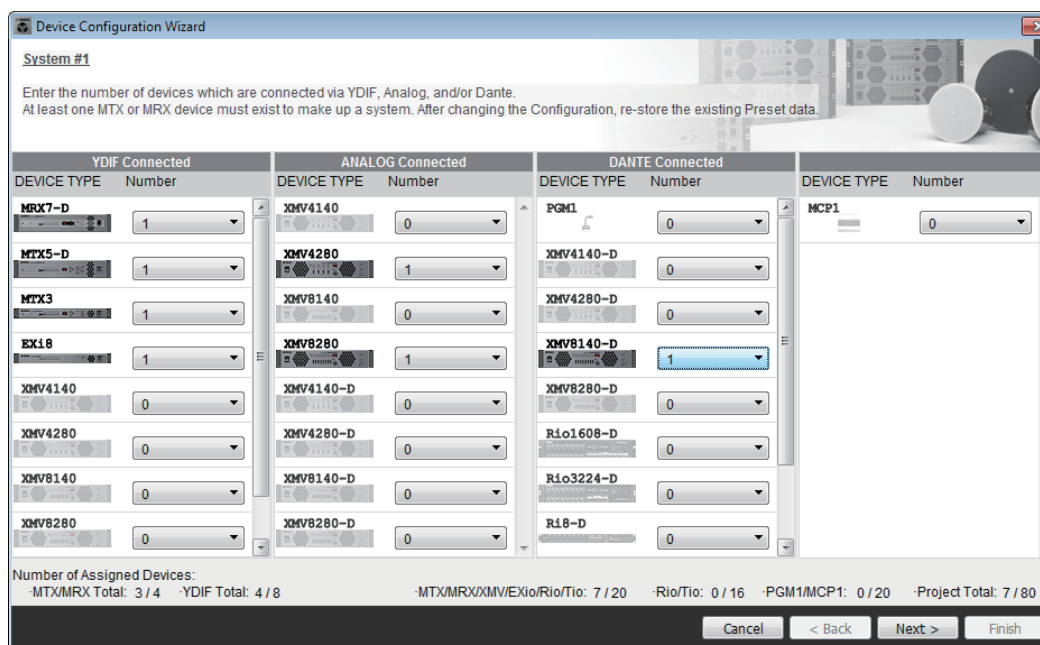 Device Configuration Wizard
System #1
Enter the number of devices which are connected via YDIF, Analog, and/or Dante.
At least one MTX or MRX device must exist to make up a system. After changing the Configuration, re-store the existing Preset data.
YDIF Connected ANALOG Connected DANTE Connected
DEVICE TYPE Number DEVICE TYPE Number DEVICE TYPE Number DEVICE TYPE Number
MRX7-D 1 XMV4140 0 PGM1 0 MCP1 0
MTX5-D 1 XMV4280 1 XMV4140-D 0
MTX3 1 XMV8140 0 XMV4280-D 0
EXi8 1 XMV8280 1 XMV8140-D 1
XMV4140 0 XMV4140-D 0 XMV8280-D 0
XMV4280 0 XMV4280-D 0 Rio1608-D 0
XMV8140 0 XMV8140-D 0 Rio3224-D 0
XMV8280 0 XMV8280-D 0 Ri8-D 0
Number of Assigned Devices:
·MTX/MRX Total: 3 / 4 ·YDIF Total: 4 / 8 ·MTX/MRX/XMV/EXio/Rio/Tio: 7 / 20 ·Rio/Tio: 0 / 16 ·PGM1/MCP1: 0 / 20 ·Project Total: 7 / 80
Cancel < Back Next > Finish